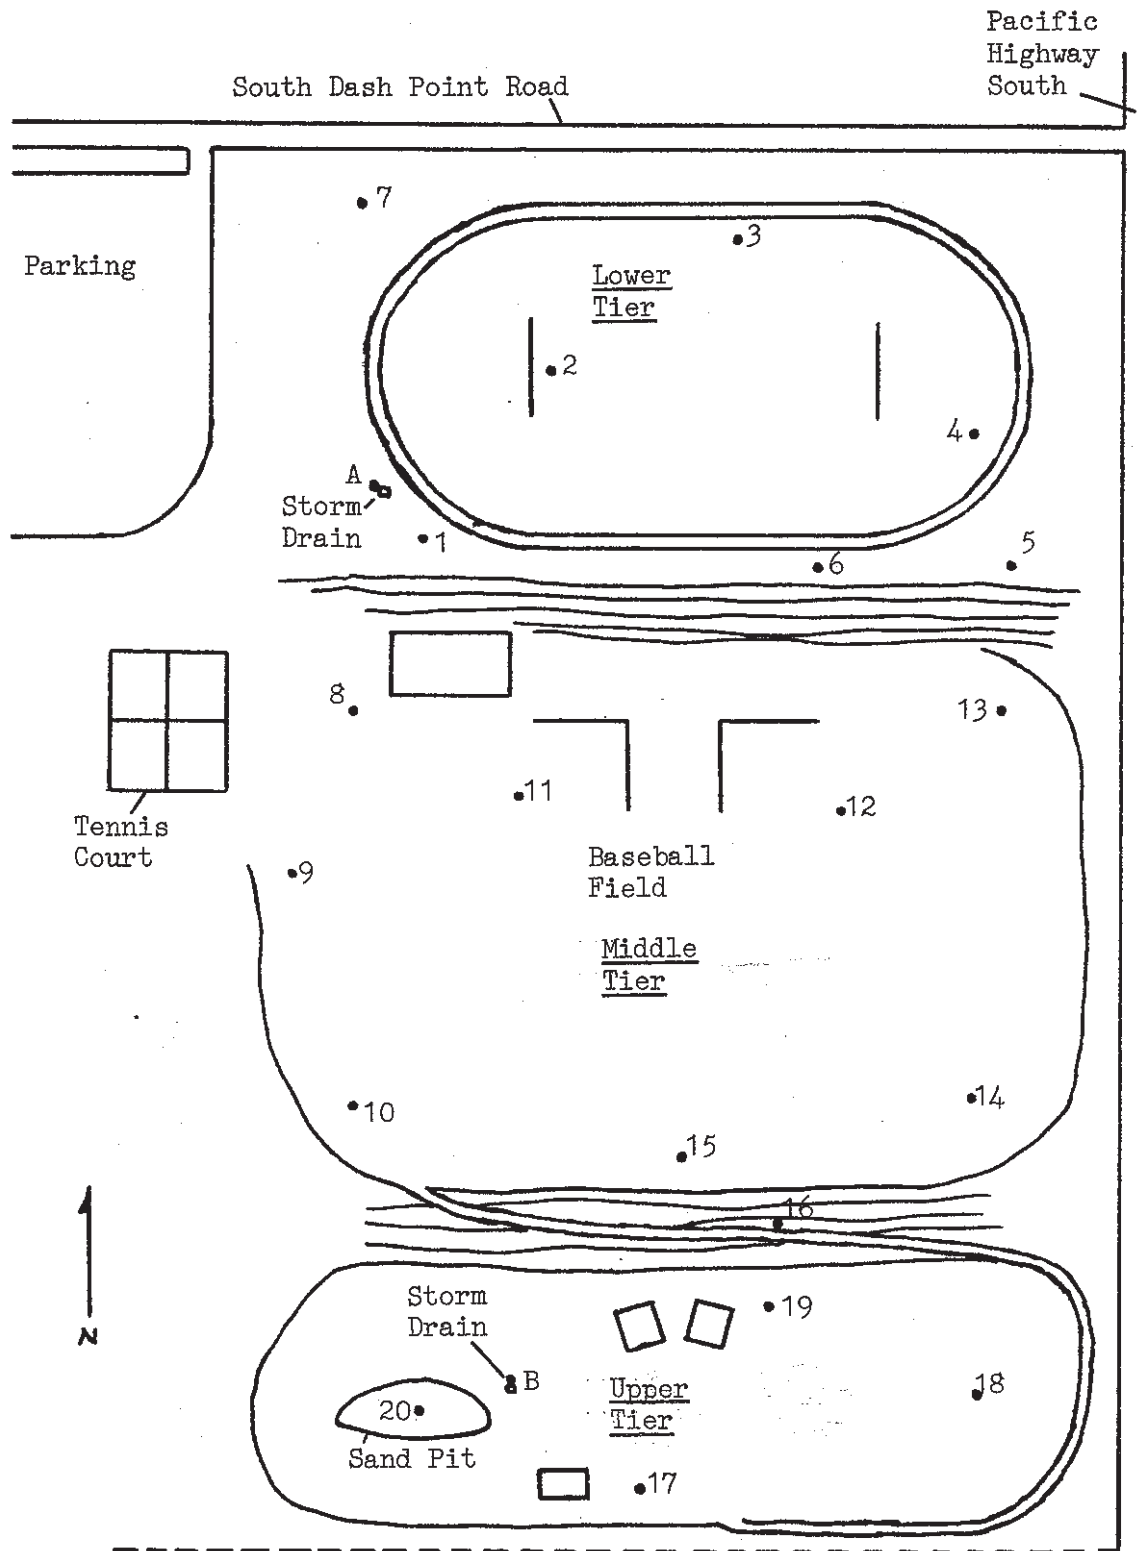 Pacific
Highway
South
South Dash Point Road
7
3
Parking
Lower
Tier
2
4
A
Storm
Drain
1
5
6
8
13
11
12
Tennis
Court
Baseball
Field
9
Middle
Tier
10
14
15
16
N
Storm
Drain
19
B
Upper
Tier
18
20
Sand Pit
17